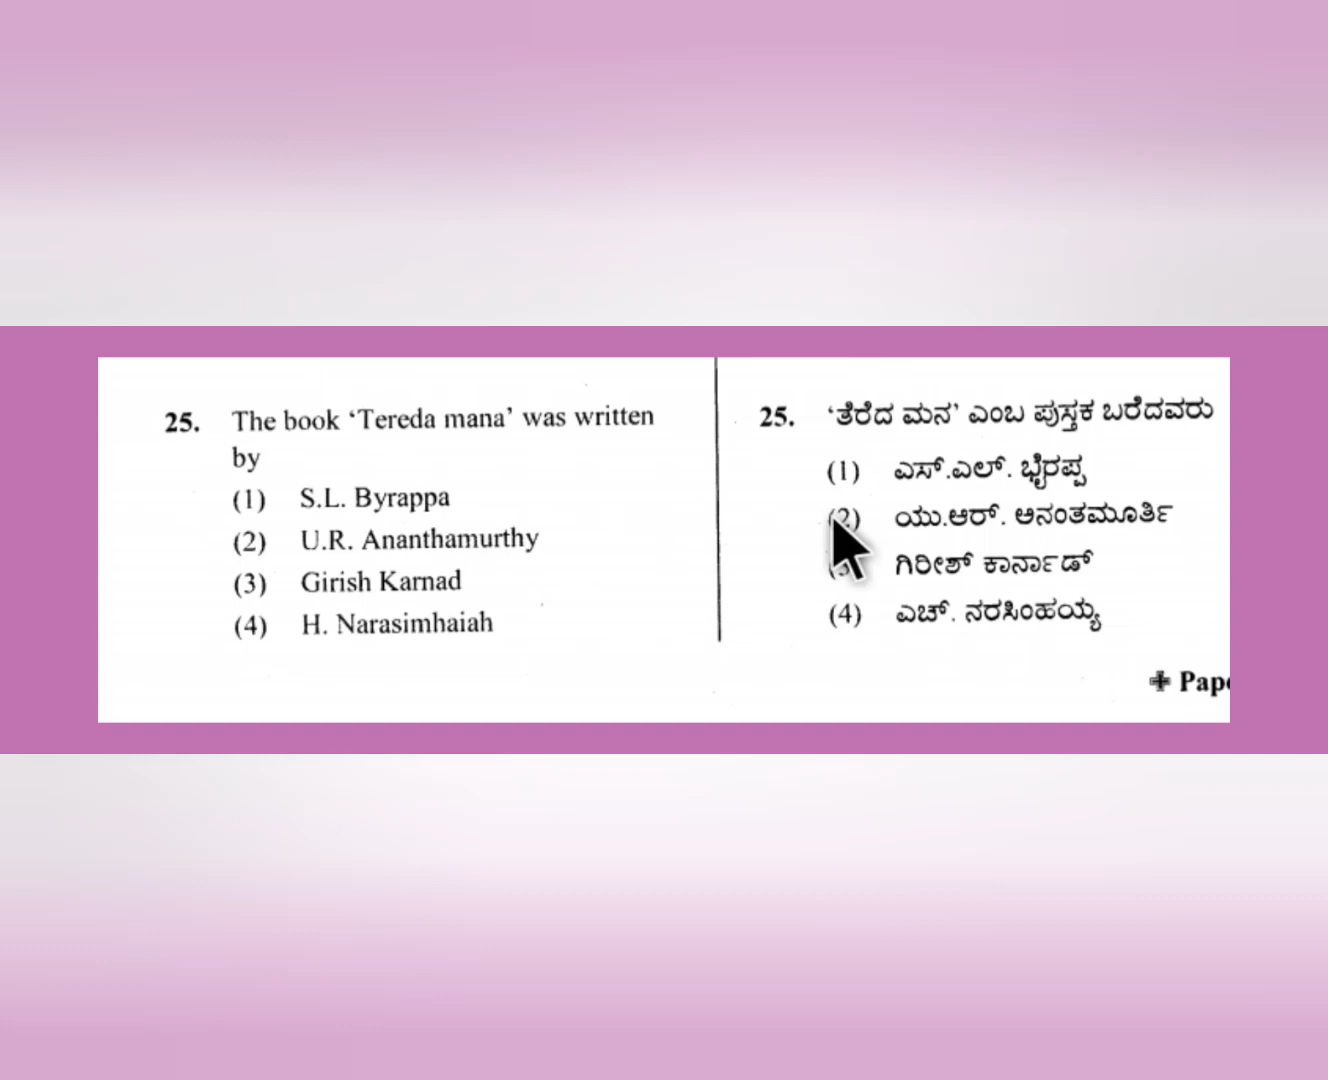 25. The book ‘Tereda mana’ was written
by
(1) S.L. Byrappa
(2) U.R. Ananthamurthy
(3) Girish Karnad
(4) H. Narasimhaiah
25. ‘ತೆರೆದ ಮನ’ ಎಂಬ ಪುಸ್ತಕ ಬರೆದವರು
(1) ಎಸ್.ಎಲ್. ಭೈರಪ್ಪ
(2) ಯು.ಆರ್. ಅನಂತಮೂರ್ತಿ
ಗಿರೀಶ್ ಕಾರ್ನಾಡ್
(4) ಎಚ್. ನರಸಿಂಹಯ್ಯ